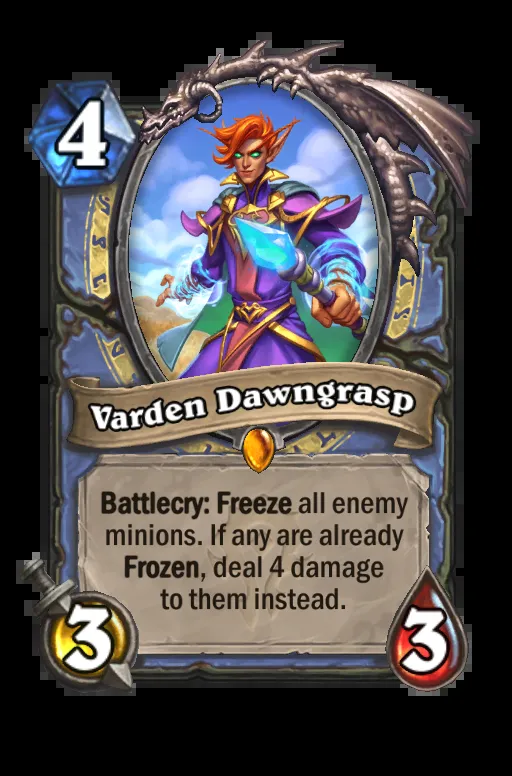 4
Varden Dawngrasp
Battlecry: Freeze all enemy
minions. If any are already
Frozen, deal 4 damage
to them instead.
3
3